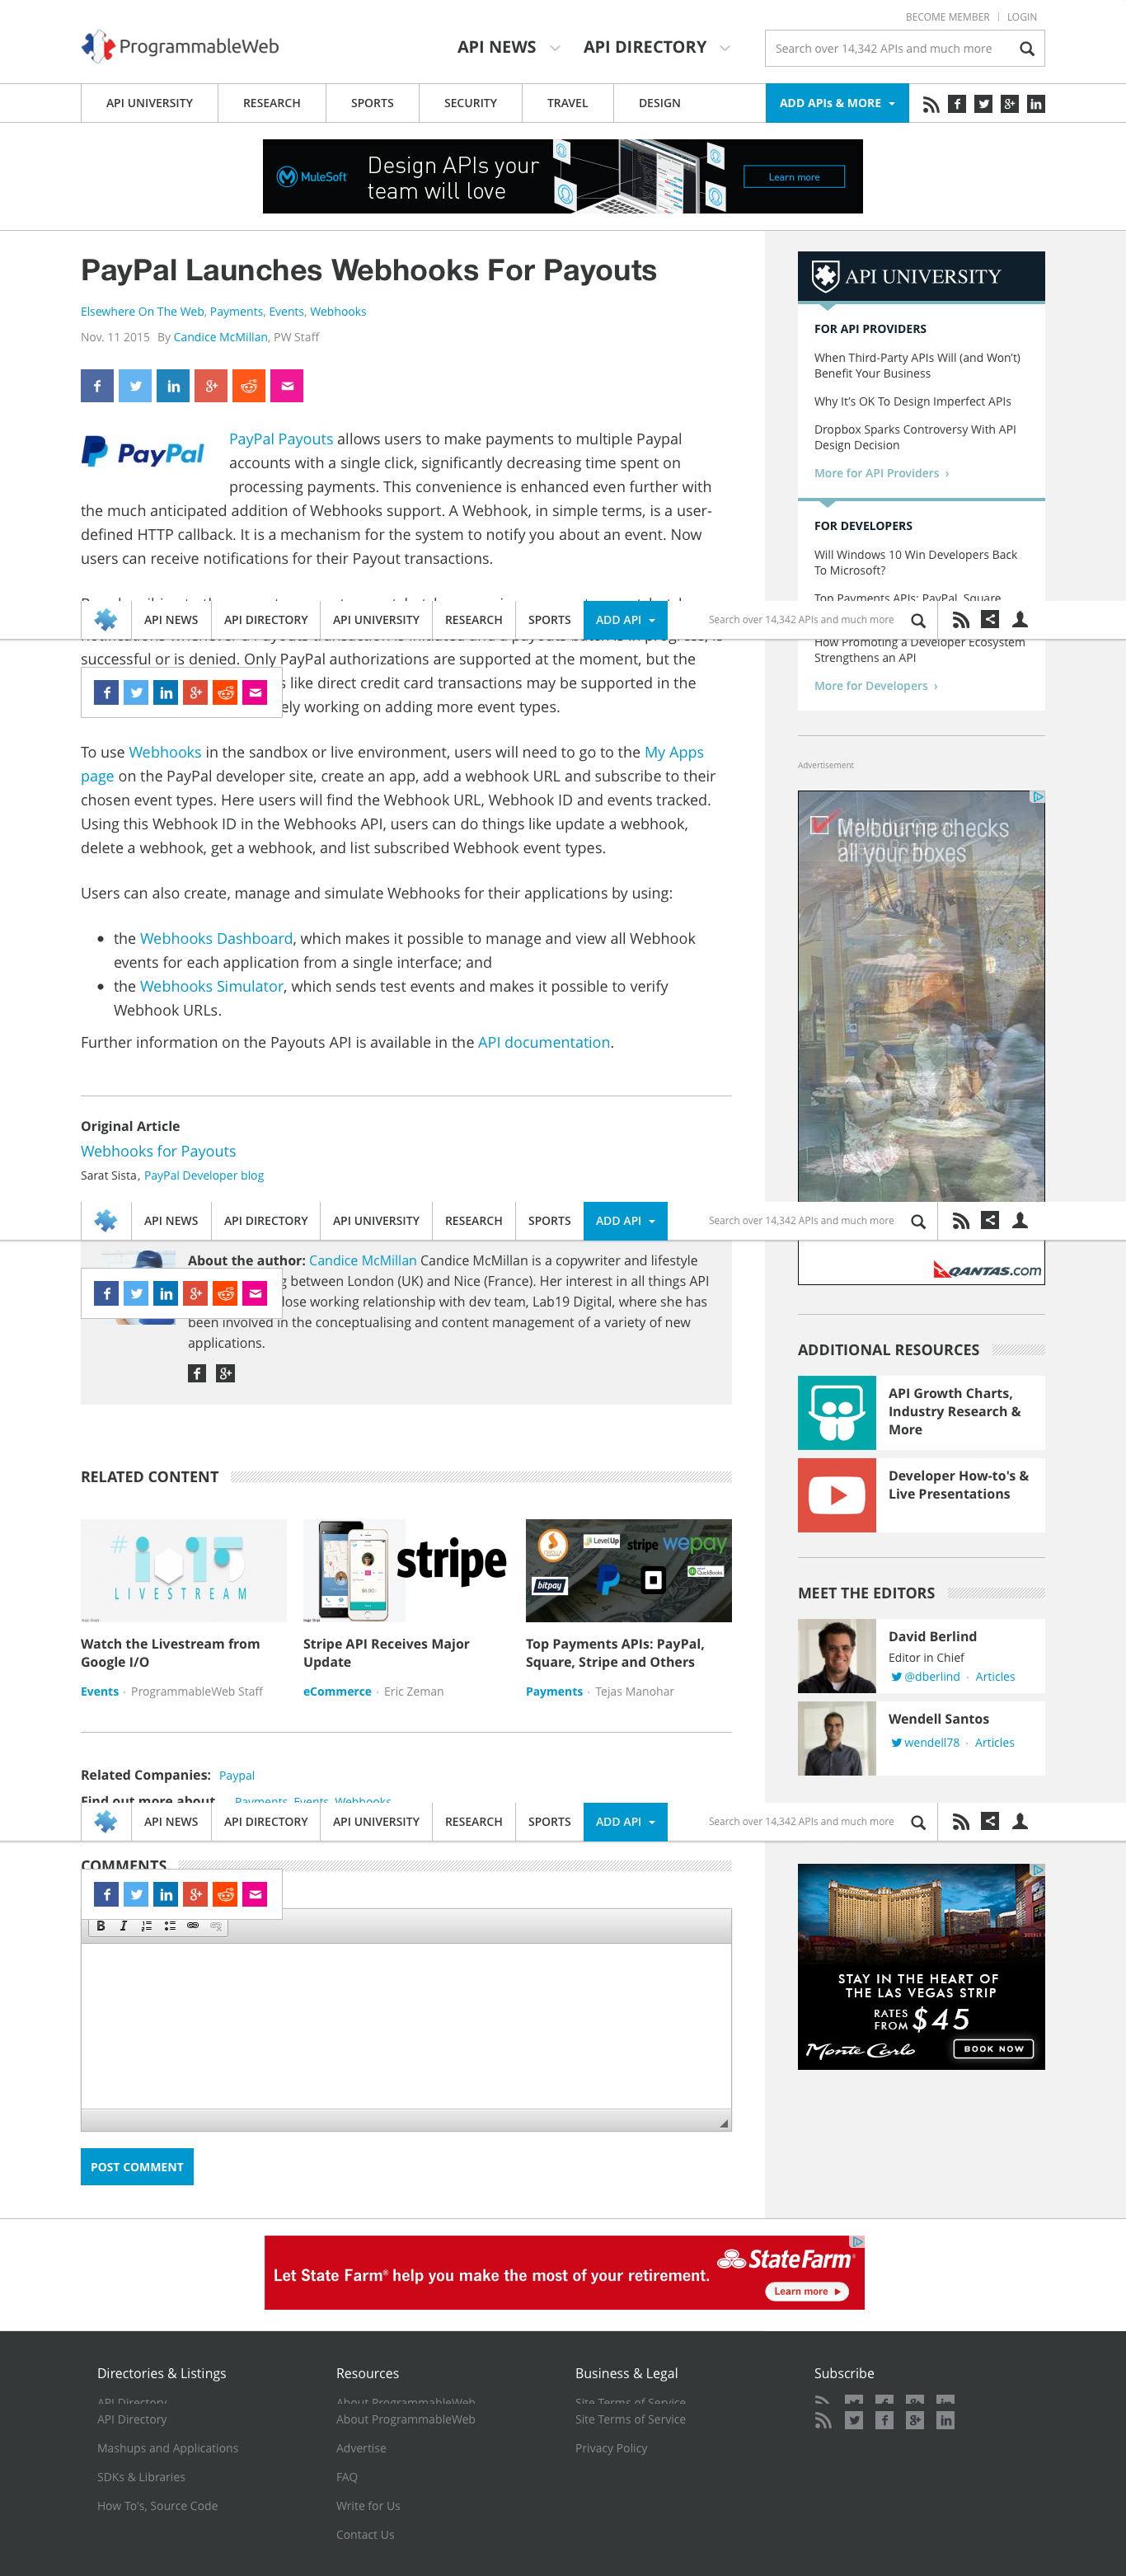 BECOME MEMBER | LOGIN
ProgrammableWeb
API NEWS
API DIRECTORY
Search over 14,342 APIs and much more
API UNIVERSITY
RESEARCH
SPORTS
SECURITY
TRAVEL
DESIGN
ADD APIs & MORE
MuleSoft
Design APIs your
team will love
Learn more
PayPal Launches Webhooks For Payouts
Elsewhere On The Web, Payments, Events, Webhooks
Nov. 11 2015 By Candice McMillan, PW Staff
PayPal
PayPal Payouts allows users to make payments to multiple Paypal
accounts with a single click, significantly decreasing time spent on
processing payments. This convenience is enhanced even further with
the much anticipated addition of Webhooks support. A Webhook, in simple terms, is a user-
defined HTTP callback. It is a mechanism for the system to notify you about an event. Now
users can receive notifications for their Payout transactions.
API NEWS
API DIRECTORY
API UNIVERSITY
RESEARCH
SPORTS
ADD API
Search over 14,342 APIs and much more
successful or is denied. Only PayPal authorizations are supported at the moment, but the
like direct credit card transactions may be supported in the
ely working on adding more event types.
To use Webhooks in the sandbox or live environment, users will need to go to the My Apps
page on the PayPal developer site, create an app, add a webhook URL and subscribe to their
chosen event types. Here users will find the Webhook URL, Webhook ID and events tracked.
Using this Webhook ID in the Webhooks API, users can do things like update a webhook,
delete a webhook, get a webhook, and list subscribed Webhook event types.
Users can also create, manage and simulate Webhooks for their applications by using:
the Webhooks Dashboard, which makes it possible to manage and view all Webhook
events for each application from a single interface; and
the Webhooks Simulator, which sends test events and makes it possible to verify
Webhook URLs.
Further information on the Payouts API is available in the API documentation.
Original Article
Webhooks for Payouts
Sarat Sista, PayPal Developer blog
API NEWS
API DIRECTORY
API UNIVERSITY
RESEARCH
SPORTS
ADD API
Search over 14,342 APIs and much more
About the author: Candice McMillan Candice McMillan is a copywriter and lifestyle
g between London (UK) and Nice (France). Her interest in all things API
lose working relationship with dev team, Lab19 Digital, where she has
been involved in the conceptualising and content management of a variety of new
applications.
RELATED CONTENT
#io15
LIVESTREAM
stripe
LevelUp
stripe
wepay
bitpay
QuickBooks
Watch the Livestream from
Google I/O
Events · ProgrammableWeb Staff
Stripe API Receives Major
Update
eCommerce · Eric Zeman
Top Payments APIs: PayPal,
Square, Stripe and Others
Payments · Tejas Manohar
Related Companies: Paypal
Find out more about Payments, Events, Webhooks
API NEWS
API DIRECTORY
API UNIVERSITY
RESEARCH
SPORTS
ADD API
Search over 14,342 APIs and much more
COMMENTS
B I
POST COMMENT
API UNIVERSITY
FOR API PROVIDERS
When Third-Party APIs Will (and Won't)
Benefit Your Business
Why It's OK To Design Imperfect APIs
Dropbox Sparks Controversy With API
Design Decision
More for API Providers ›
FOR DEVELOPERS
Will Windows 10 Win Developers Back
To Microsoft?
Top Payments APIs: PayPal, Square,
How Promoting a Developer Ecosystem
Strengthens an API
More for Developers ›
Advertisement
Melbourne checks
all your boxes
QANTAS.com
ADDITIONAL RESOURCES
API Growth Charts,
Industry Research &
More
Developer How-to's &
Live Presentations
MEET THE EDITORS
David Berlind
Editor in Chief
@dberlind · Articles
Wendell Santos
wendell78 · Articles
STAY IN THE HEART OF
THE LAS VEGAS STRIP
RATES
FROM $45
Monte Carlo
BOOK NOW
Let State Farm® help you make the most of your retirement.
State Farm®
Learn more
Directories & Listings
API Directory
API Directory
Mashups and Applications
SDKs & Libraries
How To's, Source Code
Resources
About ProgrammableWeb
About ProgrammableWeb
Advertise
FAQ
Write for Us
Contact Us
Business & Legal
Site Terms of Service
Site Terms of Service
Privacy Policy
Subscribe